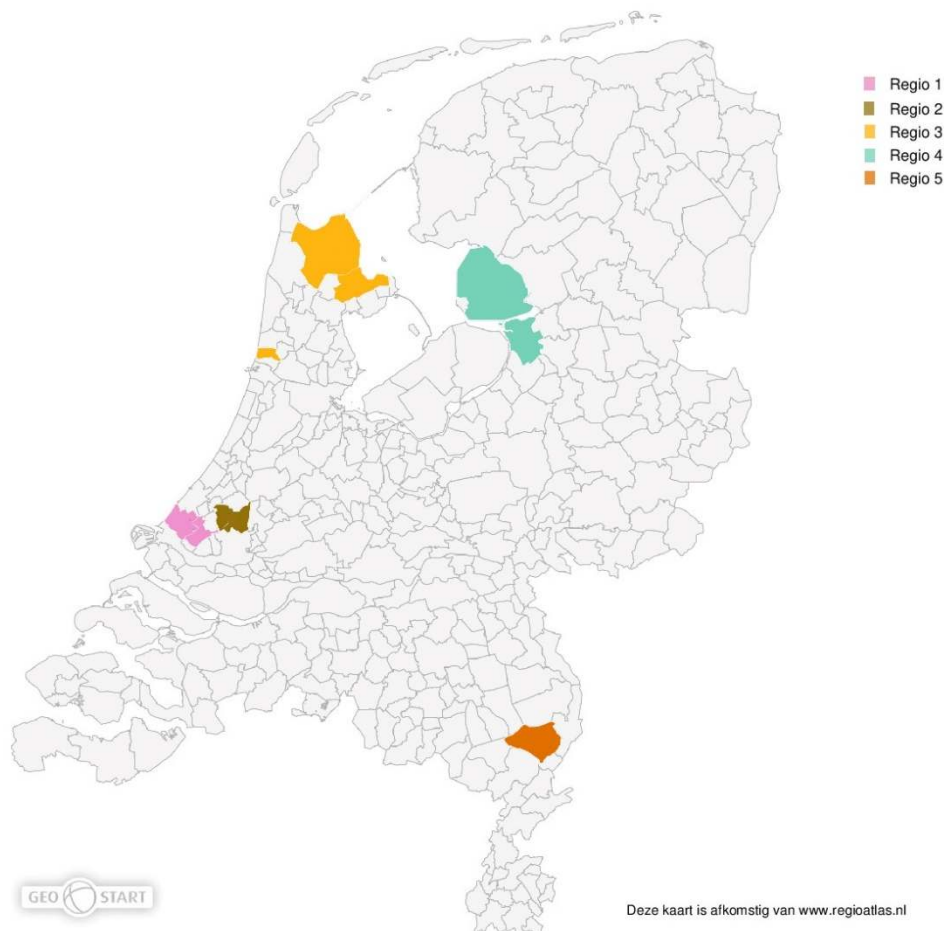 Regio 1
Regio 2
Regio 3
Regio 4
Regio 5
GEO START
Deze kaart is afkomstig van www.regioatlas.nl